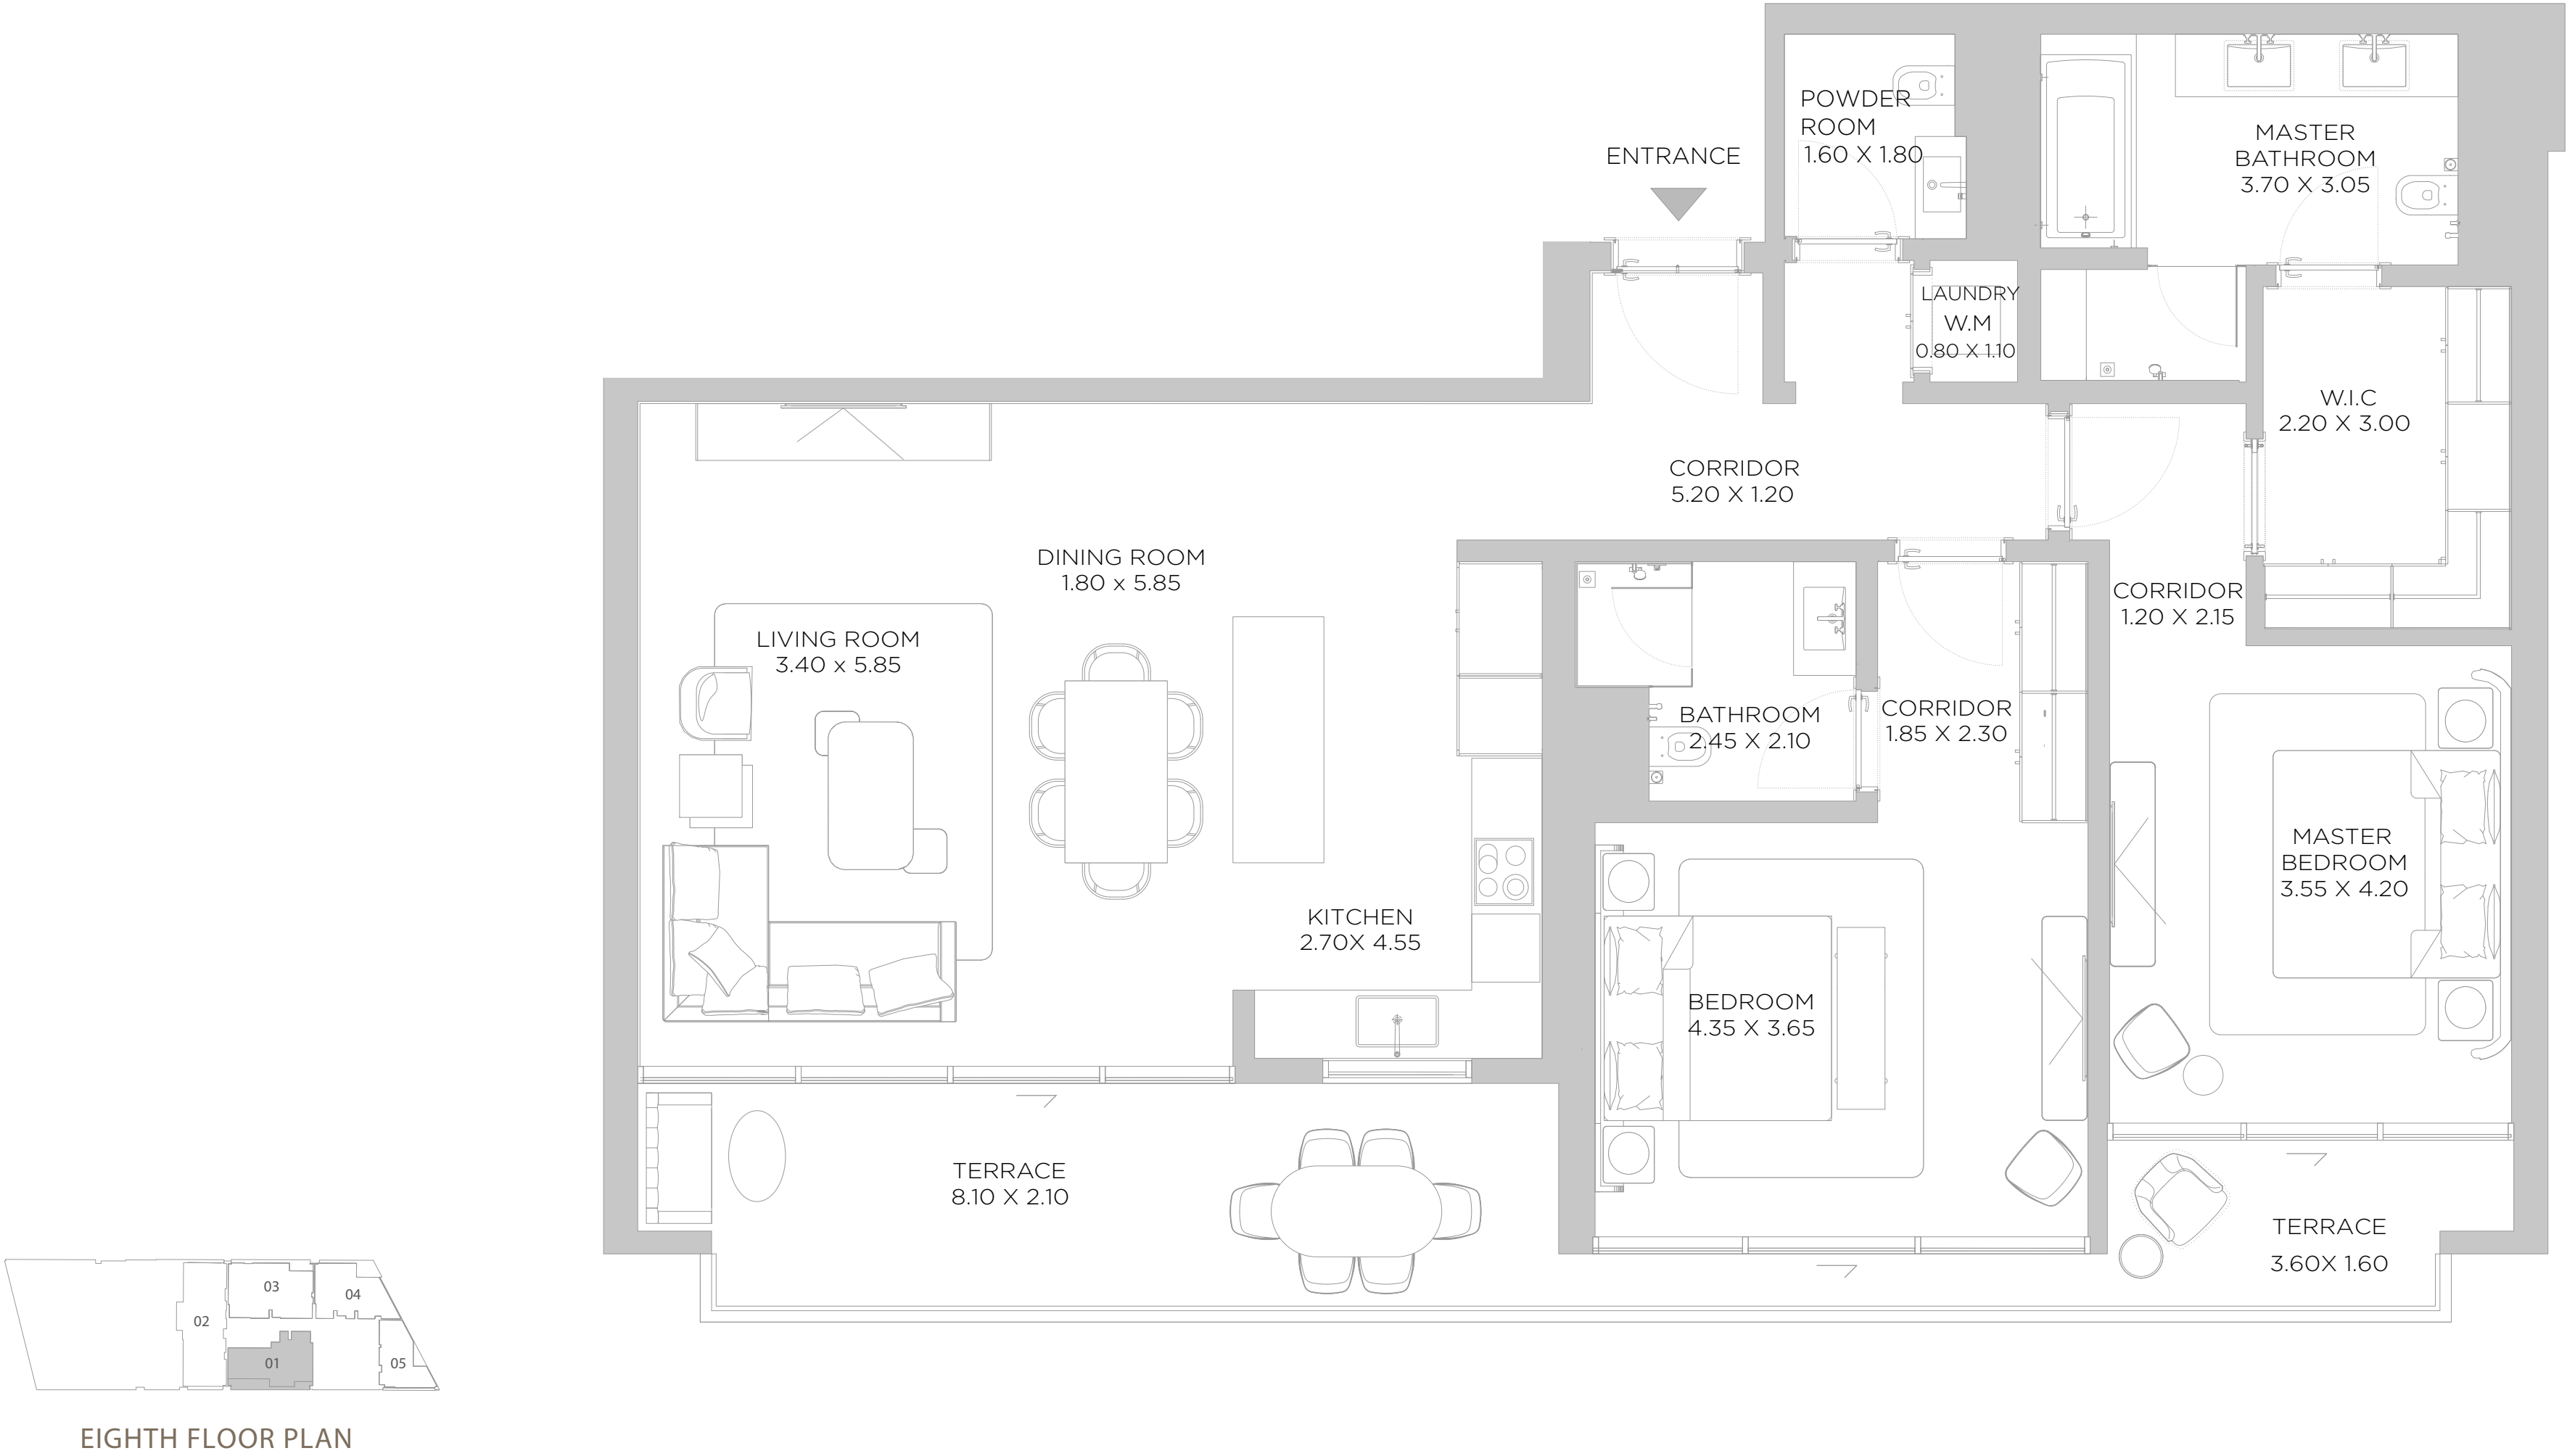 POWDER
ROOM
1.60 X 1.80
ENTRANCE
MASTER
BATHROOM
3.70 X 3.05
LAUNDRY
W.M
0.80 X 1.10
W.I.C
2.20 X 3.00
CORRIDOR
5.20 X 1.20
DINING ROOM
1.80 x 5.85
LIVING ROOM
3.40 x 5.85
CORRIDOR
1.20 X 2.15
BATHROOM
2.45 X 2.10
CORRIDOR
1.85 X 2.30
MASTER
BEDROOM
3.55 X 4.20
KITCHEN
2.70X 4.55
BEDROOM
4.35 X 3.65
TERRACE
8.10 X 2.10
TERRACE
3.60X 1.60
03
04
02
01
05
EIGHTH FLOOR PLAN